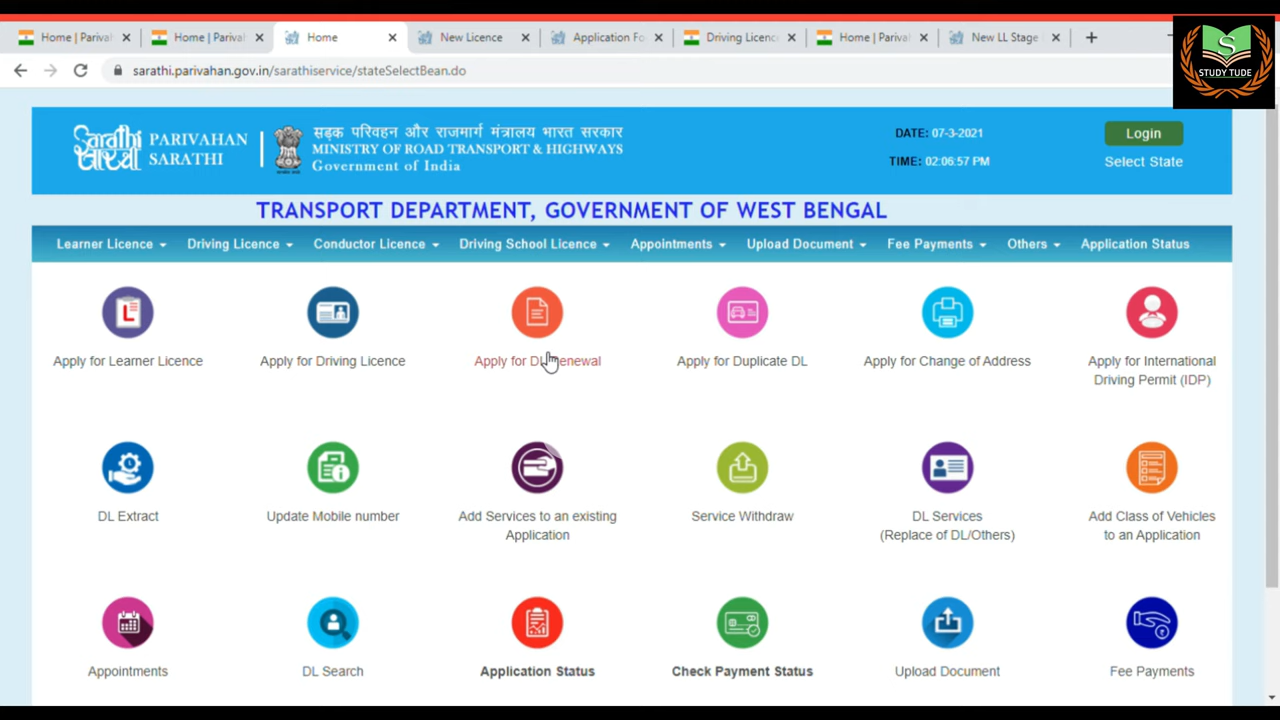 Home | Parival
Home | Parival
Home
New Licence
Application Fo
Driving Licenc
Home | Parival
New LL Stage
sarathi.parivahan.gov.in/sarathiservice/stateSelectBean.do
S
STUDY TUDE
Sarathi
सारथी
PARIVAHAN
SARATHI
सड़क परिवहन और राजमार्ग मंत्रालय भारत सरकार
MINISTRY OF ROAD TRANSPORT & HIGHWAYS
Government of India
DATE: 07-3-2021
TIME: 02:06:57 PM
Login
Select State
TRANSPORT DEPARTMENT, GOVERNMENT OF WEST BENGAL
Learner Licence
Driving Licence
Conductor Licence
Driving School Licence
Appointments
Upload Document
Fee Payments
Others
Application Status
L
Apply for Learner Licence
Apply for Driving Licence
Apply for DL Renewal
Apply for Duplicate DL
Apply for Change of Address
Apply for International
Driving Permit (IDP)
DL Extract
Update Mobile number
Add Services to an existing
Application
Service Withdraw
DL Services
(Replace of DL/Others)
Add Class of Vehicles
to an Application
Appointments
DL Search
Application Status
Check Payment Status
Upload Document
Fee Payments